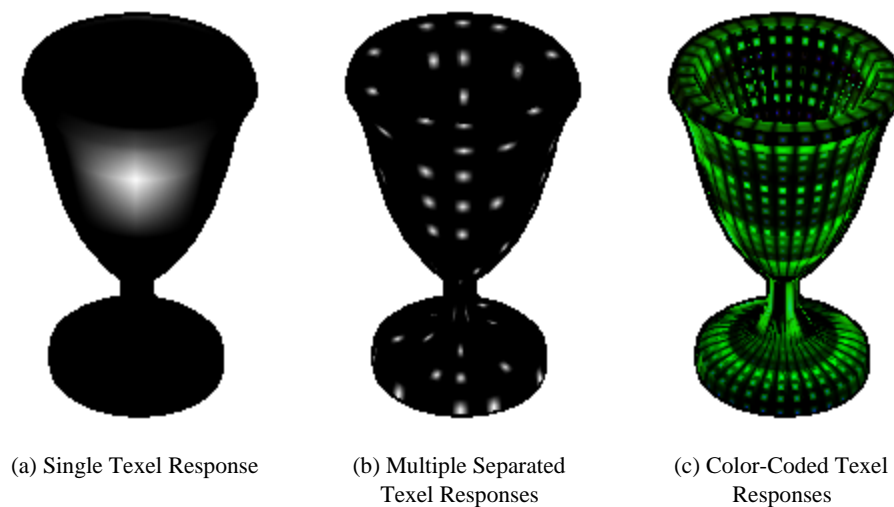 (a) Single Texel Response
(b) Multiple Separated
Texel Responses
(c) Color-Coded Texel
Responses